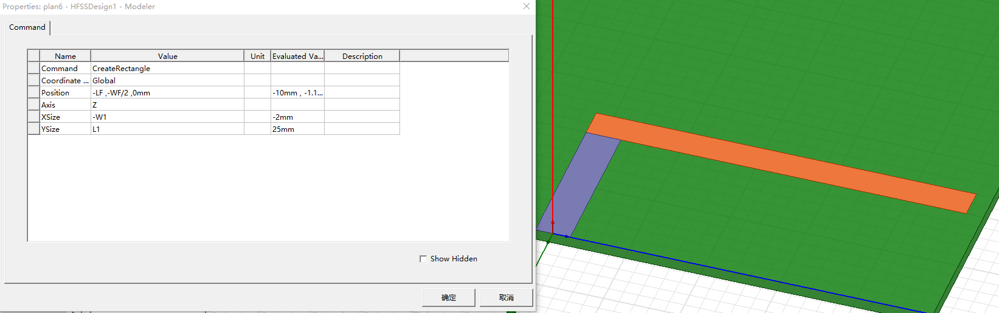 Properties: plan6 - HFSSDesign1 - Modeler
Command
Name Value Unit Evaluated Va... Description
Command CreateRectangle
Coordinate ... Global
Position -LF ,-WF/2 ,0mm -10mm , -1.1...
Axis Z
XSize -W1 -2mm
YSize L1 25mm
Show Hidden
确定 取消